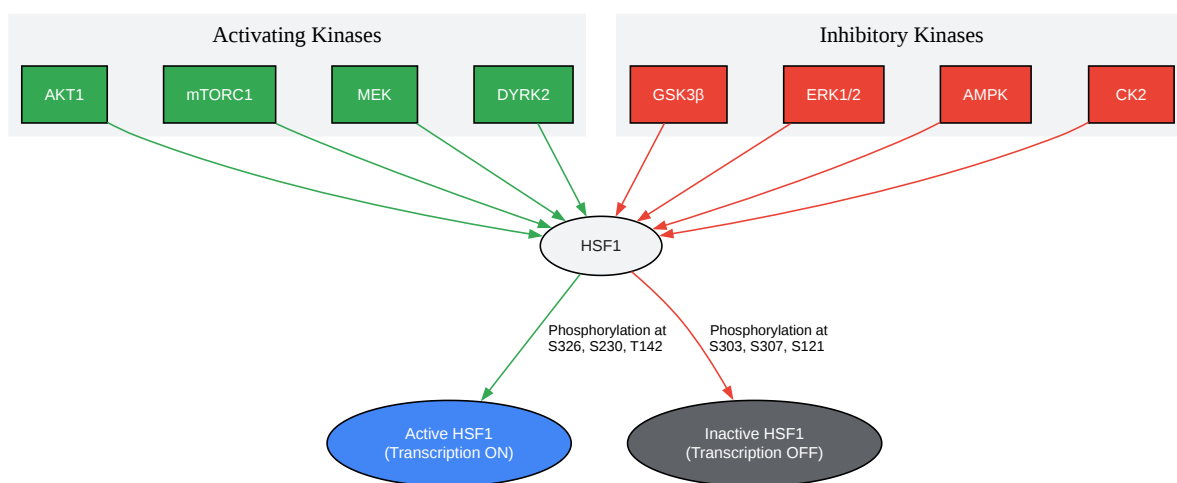 Activating Kinases
Inhibitory Kinases
AKT1
mTORC1
MEK
DYRK2
GSK3β
ERK1/2
AMPK
CK2
HSF1
Phosphorylation at
S326, S230, T142
Phosphorylation at
S303, S307, S121
Active HSF1
(Transcription ON)
Inactive HSF1
(Transcription OFF)